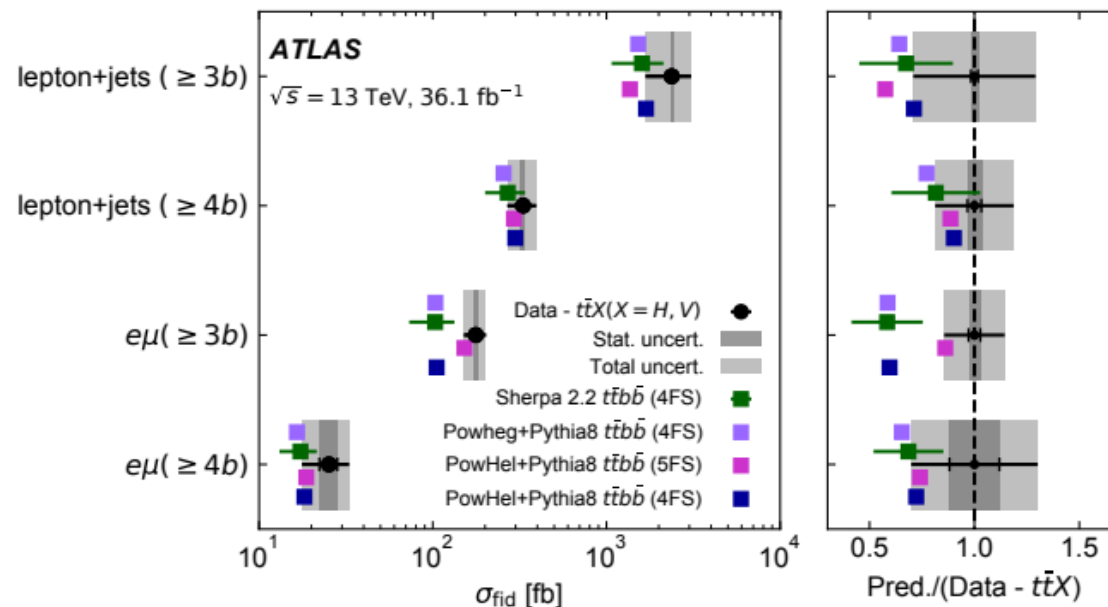 ATLAS
√s = 13 TeV, 36.1 fb⁻¹
lepton+jets ( ≥ 3b)
lepton+jets ( ≥ 4b)
eμ( ≥ 3b)
eμ( ≥ 4b)
Data - tt̄X(X = H, V)
Stat. uncert.
Total uncert.
Sherpa 2.2 tt̄bb̄ (4FS)
Powheg+Pythia8 tt̄bb̄ (4FS)
PowHel+Pythia8 tt̄bb̄ (5FS)
PowHel+Pythia8 tt̄bb̄ (4FS)
10¹ 10² 10³ 10⁴
σfid [fb]
0.5 1.0 1.5
Pred./(Data - tt̄X)